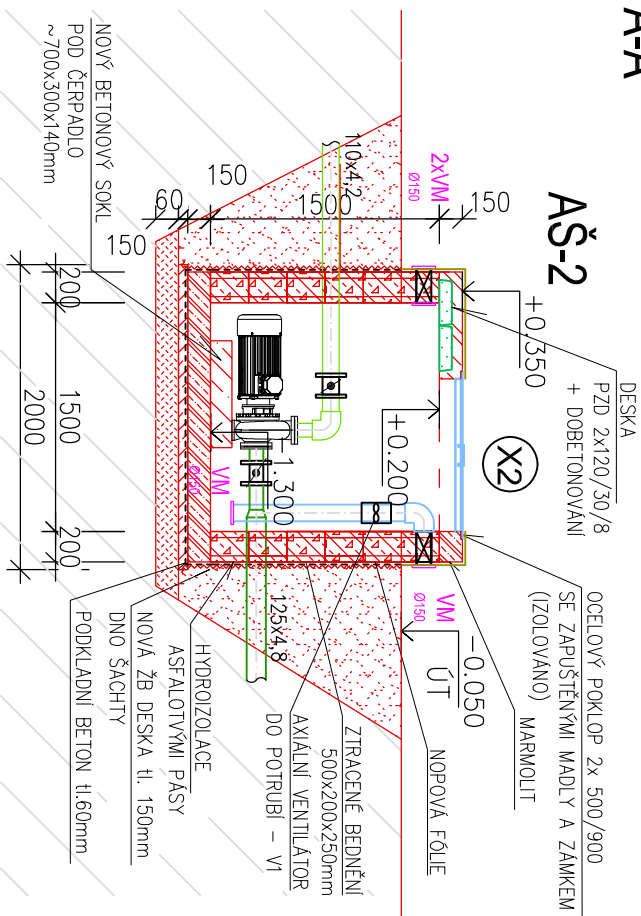 A-A
AŠ-2
DESKA
PZD 2x120/30/8
+ DOBETONOVÁNÍ
OCELOVÝ POKLOP 2x 500/900
SE ZAPUŠTĚNÝMI MADLY A ZÁMKEM
(IZOLOVÁNO)
MARMOLIT
+0.350
X2
150
2xVM
Ø150
+0.200
VM
Ø150
-0.050
ÚT
NOPOVÁ FÓLIE
110x4,2
1500
-1.300
VM
125x4,8
ZTRACENÉ BEDNĚNÍ
500x200x250mm
AXIÁLNÍ VENTILÁTOR
DO POTRUBÍ - V1
150
60
150
HYDROIZOLACE
ASFALOTVÝMI PÁSY
NOVÁ ŽB DESKA tl. 150mm
DNO ŠACHTY
PODKLADNÍ BETON tl.60mm
NOVÝ BETONOVÝ SOKL
POD ČERPADLO
~700x300x140mm
200
1500
200
2000